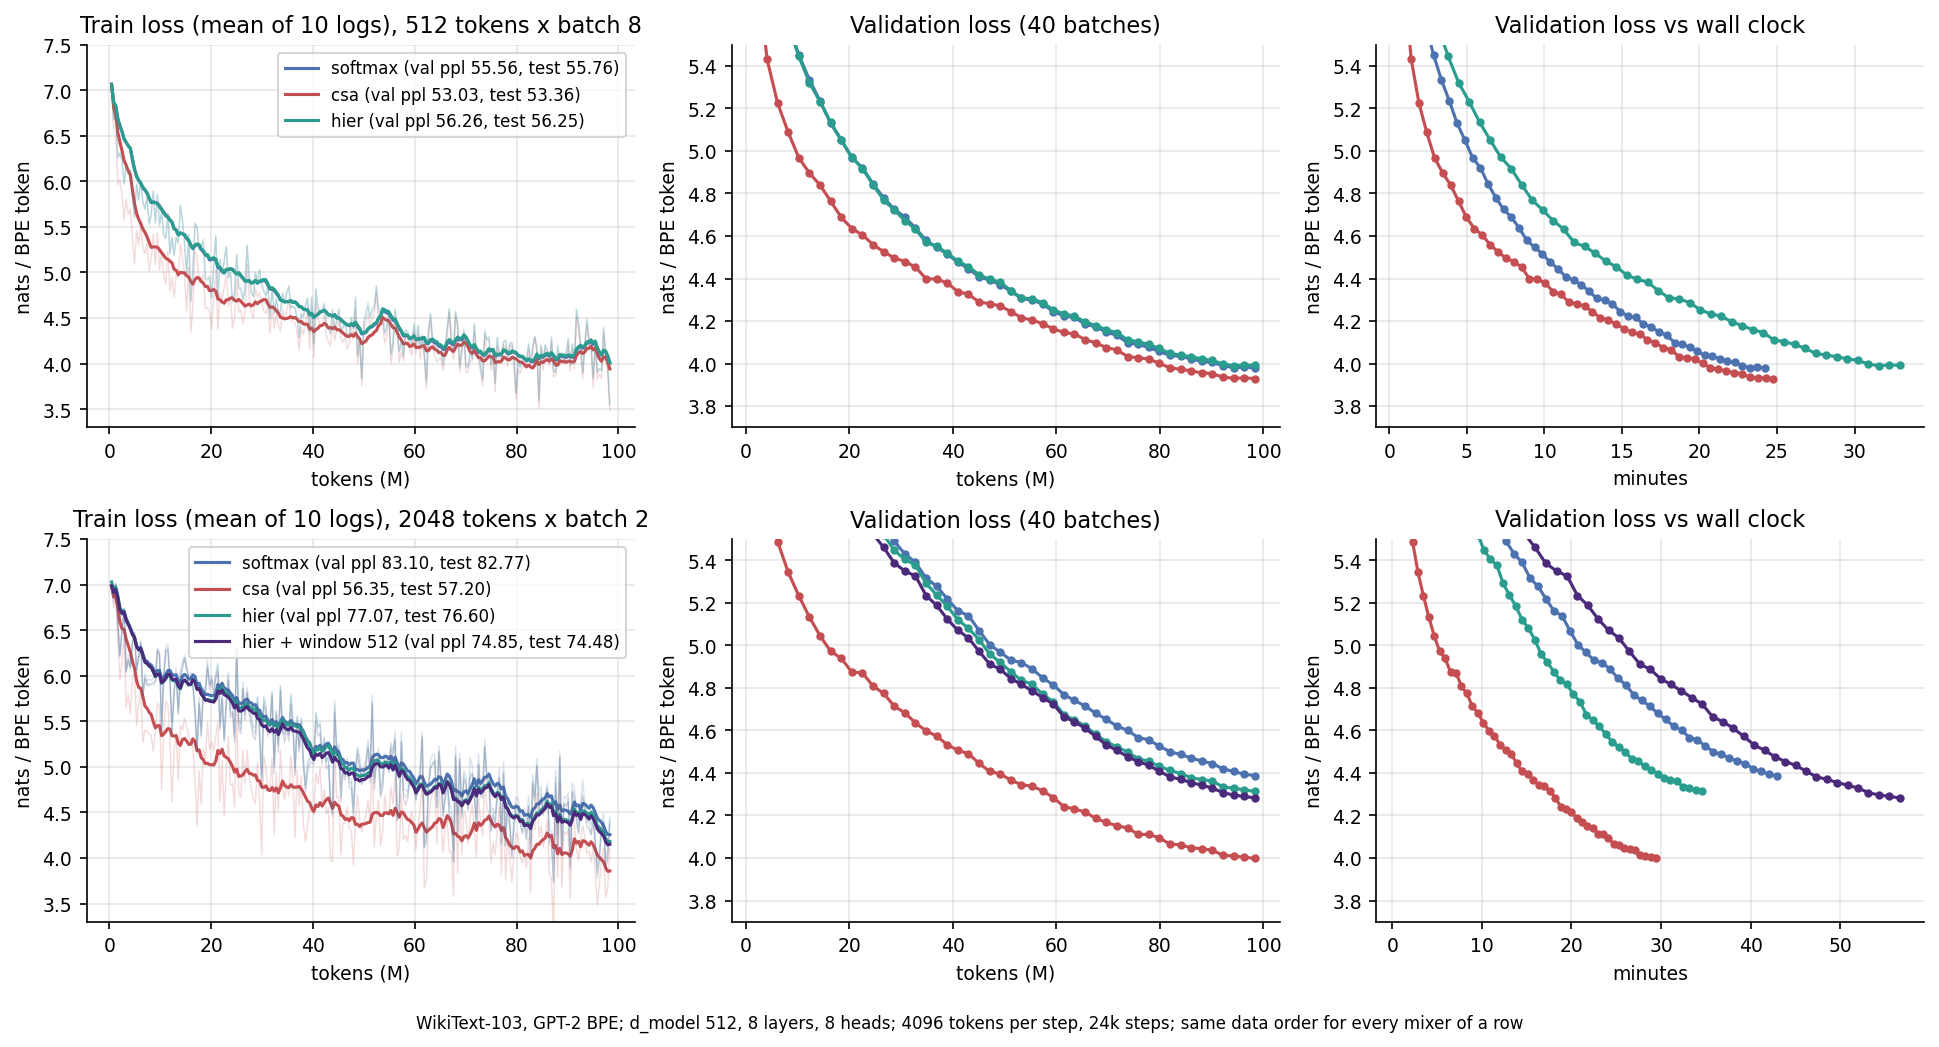 Train loss (mean of 10 logs), 512 tokens x batch 8
7.5
7.0
6.5
6.0
5.5
5.0
4.5
4.0
3.5
nats / BPE token
softmax (val ppl 55.56, test 55.76)
csa (val ppl 53.03, test 53.36)
hier (val ppl 56.26, test 56.25)
0 20 40 60 80 100
tokens (M)
Validation loss (40 batches)
5.4
5.2
5.0
4.8
4.6
4.4
4.2
4.0
3.8
nats / BPE token
0 20 40 60 80 100
tokens (M)
Validation loss vs wall clock
5.4
5.2
5.0
4.8
4.6
4.4
4.2
4.0
3.8
nats / BPE token
0 5 10 15 20 25 30
minutes
Train loss (mean of 10 logs), 2048 tokens x batch 2
7.5
7.0
6.5
6.0
5.5
5.0
4.5
4.0
3.5
nats / BPE token
softmax (val ppl 83.10, test 82.77)
csa (val ppl 56.35, test 57.20)
hier (val ppl 77.07, test 76.60)
hier + window 512 (val ppl 74.85, test 74.48)
0 20 40 60 80 100
tokens (M)
Validation loss (40 batches)
5.4
5.2
5.0
4.8
4.6
4.4
4.2
4.0
3.8
nats / BPE token
0 20 40 60 80 100
tokens (M)
Validation loss vs wall clock
5.4
5.2
5.0
4.8
4.6
4.4
4.2
4.0
3.8
nats / BPE token
0 10 20 30 40 50
minutes
WikiText-103, GPT-2 BPE; d_model 512, 8 layers, 8 heads; 4096 tokens per step, 24k steps; same data order for every mixer of a row